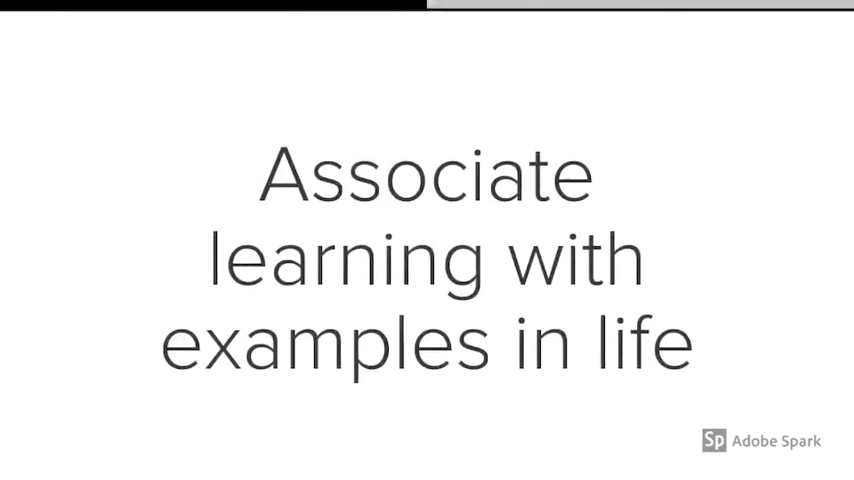 Associate
learning with
examples in life
Sp Adobe Spark